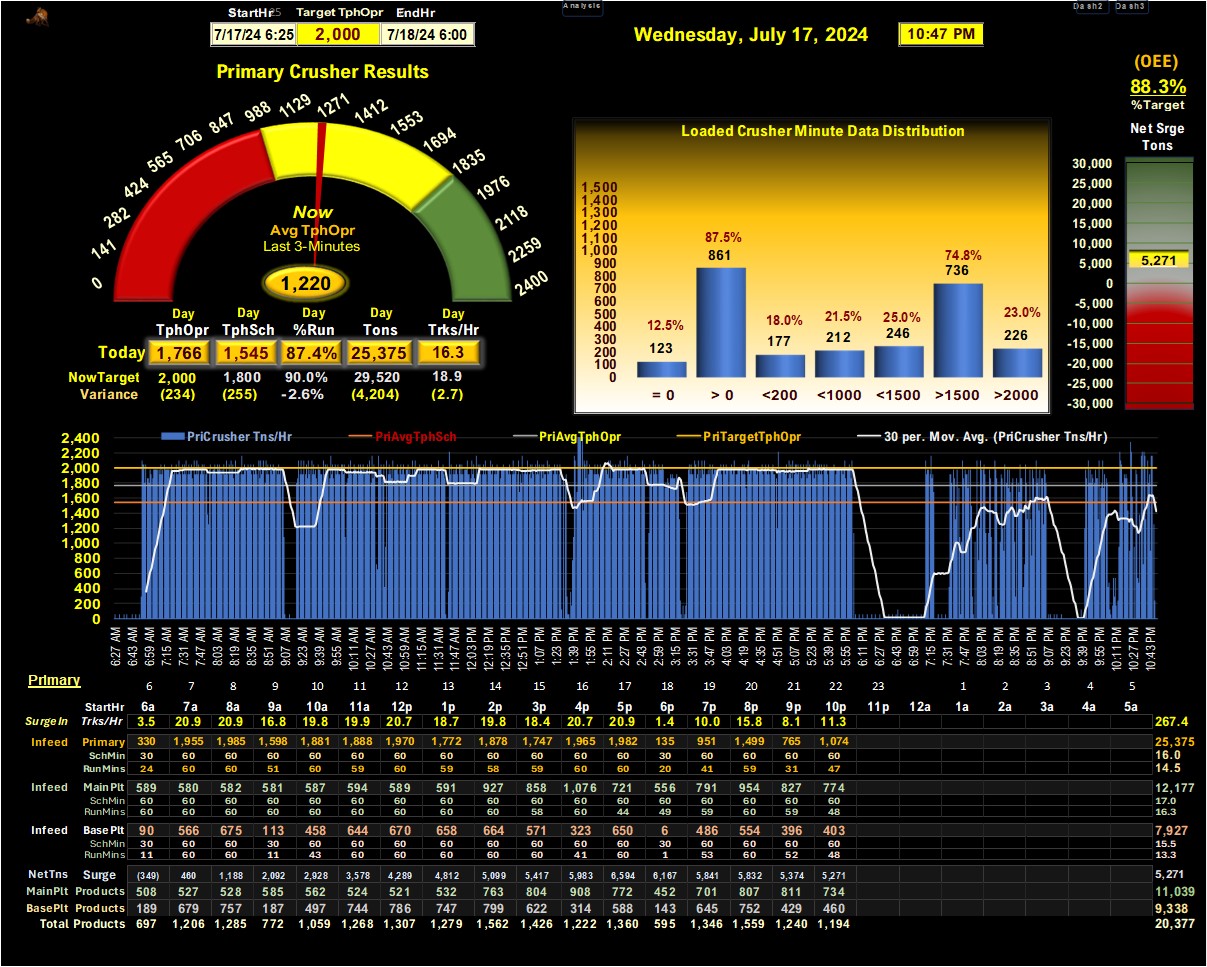 Analysis
Dash2 Dash3
StartHr25 Target TphOpr EndHr
7/17/24 6:25 2,000 7/18/24 6:00
Wednesday, July 17, 2024 10:47 PM
Primary Crusher Results
0 141 282 424 565 706 847 988 1129 1271 1412 1553 1694 1835 1976 2118 2259 2400
Now
Avg TphOpr
Last 3-Minutes
1,220
Day Day Day Day Day
TphOpr TphSch %Run Tons Trks/Hr
Today 1,766 1,545 87.4% 25,375 16.3
NowTarget 2,000 1,800 90.0% 29,520 18.9
Variance (234) (255) -2.6% (4,204) (2.7)
Loaded Crusher Minute Data Distribution
1,500
1,400
1,300
1,200
1,100
1,000
900
800
700
600
500
400
300
200
100
0
12.5% 87.5% 18.0% 21.5% 25.0% 74.8% 23.0%
123 861 177 212 246 736 226
= 0 > 0 <200 <1000 <1500 >1500 >2000
(OEE)
88.3%
%Target
Net Srge
Tons
30,000
25,000
20,000
15,000
10,000
5,000
0
-5,000
-10,000
-15,000
-20,000
-25,000
-30,000
5,271
PriCrusher Tns/Hr PriAvgTphSch PriAvgTphOpr PriTargetTphOpr 30 per. Mov. Avg. (PriCrusher Tns/Hr)
2,400
2,200
2,000
1,800
1,600
1,400
1,200
1,000
800
600
400
200
0
6:27 AM 6:59 AM 7:15 AM 7:31 AM 7:47 AM 8:03 AM 8:19 AM 8:35 AM 8:51 AM 9:07 AM 9:23 AM 9:39 AM 9:55 AM 10:11 AM 10:27 AM 10:43 AM 10:59 AM 11:15 AM 11:31 AM 11:47 AM 12:03 PM 12:19 PM 12:35 PM 12:51 PM 1:07 PM 1:23 PM 1:39 PM 1:55 PM 2:11 PM 2:27 PM 2:43 PM 2:59 PM 3:15 PM 3:31 PM 3:47 PM 4:03 PM 4:19 PM 4:35 PM 4:51 PM 5:07 PM 5:23 PM 5:39 PM 5:55 PM 6:11 PM 6:27 PM 6:43 PM 6:59 PM 7:15 PM 7:31 PM 7:47 PM 8:03 PM 8:19 PM 8:35 PM 8:51 PM 9:07 PM 9:23 PM 9:39 PM 9:55 PM 10:11 PM 10:27 PM 10:43 PM
Primary 6 7 8 9 10 11 12 13 14 15 16 17 18 19 20 21 22 23 1 2 3 4 5
StartHr 6a 7a 8a 9a 10a 11a 12p 1p 2p 3p 4p 5p 6p 7p 8p 9p 10p 11p 12a 1a 2a 3a 4a 5a
SurgeIn Trks/Hr 3.5 20.9 20.9 16.8 19.8 19.9 20.7 18.7 19.8 18.4 20.7 20.9 1.4 10.0 15.8 8.1 11.3 267.4
Infeed Primary 330 1,955 1,985 1,598 1,881 1,888 1,970 1,772 1,878 1,747 1,965 1,982 135 951 1,499 765 1,074 25,375
SchMin 30 60 60 60 60 60 60 60 60 60 60 60 30 60 60 60 60 16.0
RunMins 24 60 60 51 60 59 60 59 58 59 60 60 20 41 59 31 47 14.5
Infeed MainPlt 589 580 582 581 587 594 589 591 927 858 1,076 721 556 791 954 827 774 12,177
SchMin 60 60 60 60 60 60 60 60 60 60 60 60 60 60 60 60 60 17.0
RunMins 60 60 60 60 60 60 60 60 60 58 60 44 49 59 60 59 48 16.3
Infeed BasePlt 90 566 675 113 458 644 670 658 664 571 323 650 6 486 554 396 403 7,927
SchMin 30 60 60 30 60 60 60 60 60 60 60 60 30 60 60 60 60 15.5
RunMins 11 60 60 11 43 60 60 60 60 60 41 60 1 53 60 52 48 13.3
NetTns Surge (349) 460 1,188 2,092 2,928 3,578 4,289 4,812 5,099 5,417 5,983 6,594 6,167 5,841 5,832 5,374 5,271 5,271
MainPlt Products 508 527 528 585 562 524 521 532 763 804 908 772 452 701 807 811 734 11,039
BasePlt Products 189 679 757 187 497 744 786 747 799 622 314 588 143 645 752 429 460 9,338
Total Products 697 1,206 1,285 772 1,059 1,268 1,307 1,279 1,562 1,426 1,222 1,360 595 1,346 1,559 1,240 1,194 20,377